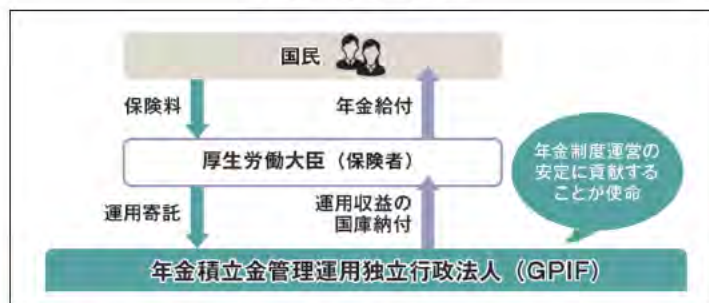 国民
保険料
年金給付
厚生労働大臣（保険者）
年金制度運営の
安定に貢献する
ことが使命
運用寄託
運用収益の
国庫納付
年金積立金管理運用独立行政法人（GPIF）